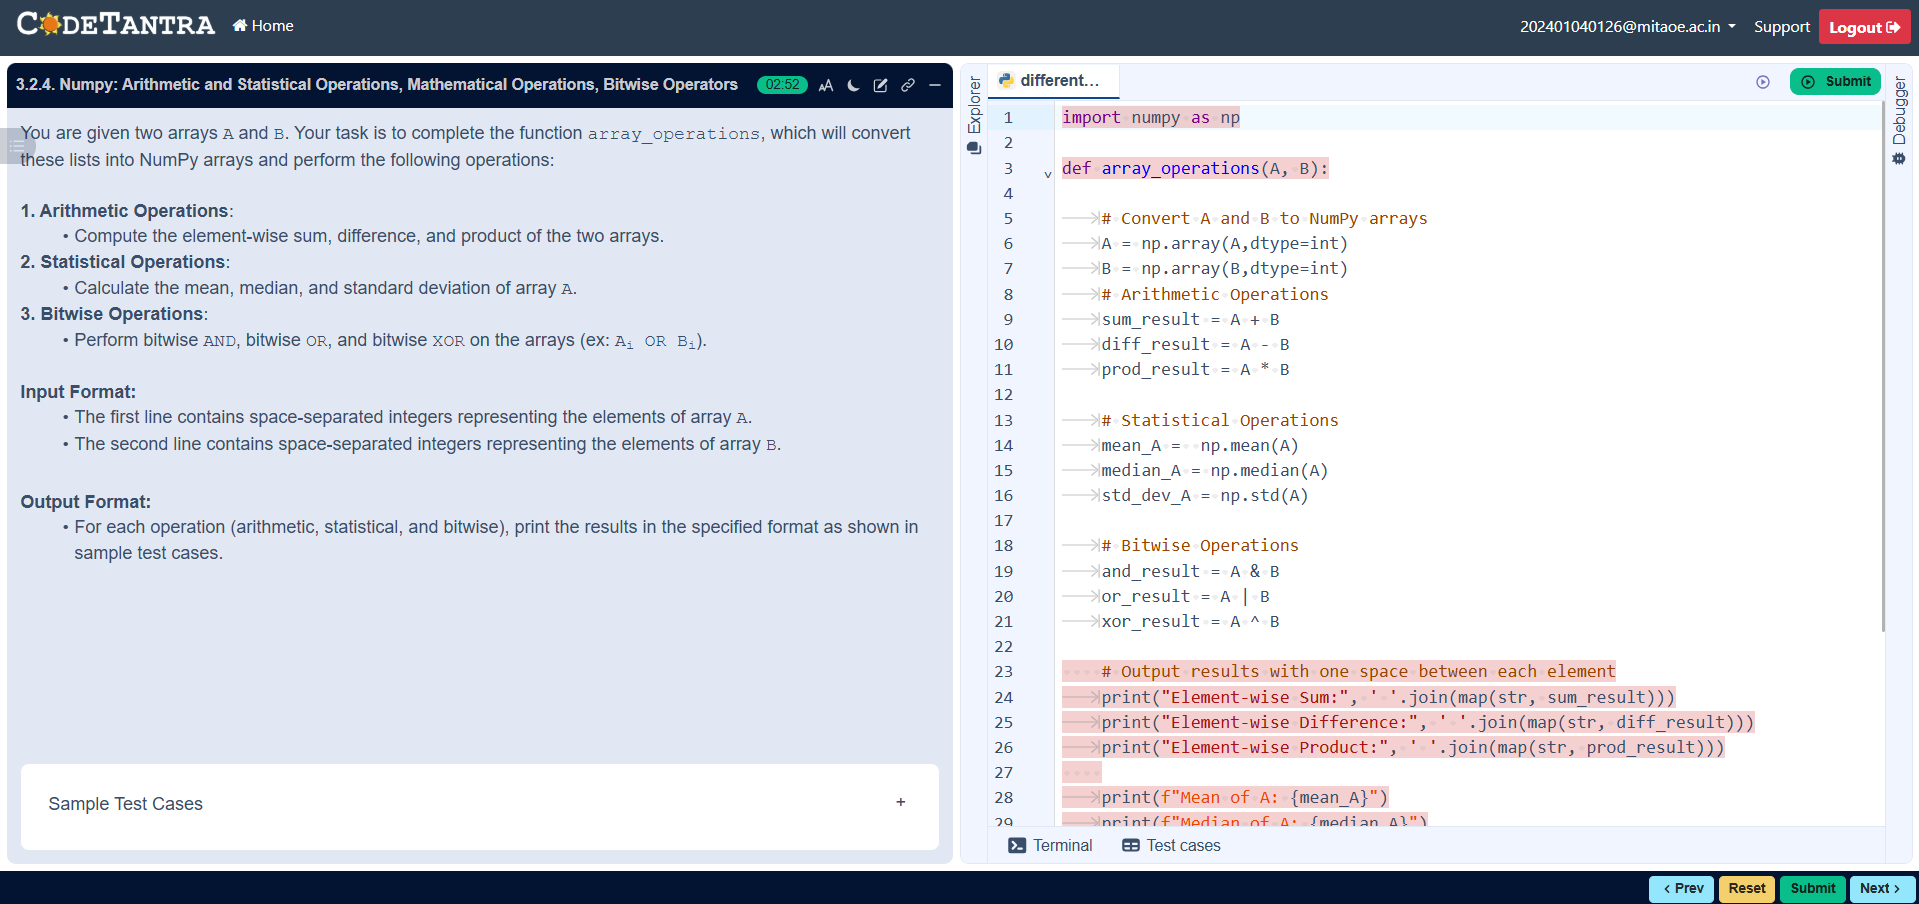 CODETANTRA
Home
202401040126@mitaoe.ac.in
Support
Logout
3.2.4. Numpy: Arithmetic and Statistical Operations, Mathematical Operations, Bitwise Operators
02:52
You are given two arrays A and B. Your task is to complete the function array_operations, which will convert
these lists into NumPy arrays and perform the following operations:
1. Arithmetic Operations:
• Compute the element-wise sum, difference, and product of the two arrays.
2. Statistical Operations:
• Calculate the mean, median, and standard deviation of array A.
3. Bitwise Operations:
• Perform bitwise AND, bitwise OR, and bitwise XOR on the arrays (ex: Ai OR Bi).
Input Format:
• The first line contains space-separated integers representing the elements of array A.
• The second line contains space-separated integers representing the elements of array B.
Output Format:
• For each operation (arithmetic, statistical, and bitwise), print the results in the specified format as shown in
sample test cases.
Sample Test Cases
+
Explorer
different...
Submit
Debugger
1 import numpy as np
2
3 def array_operations(A, B):
4
5 # Convert A and B to NumPy arrays
6 A = np.array(A,dtype=int)
7 B = np.array(B,dtype=int)
8 # Arithmetic Operations
9 sum_result = A + B
10 diff_result = A - B
11 prod_result = A * B
12
13 # Statistical Operations
14 mean_A =  np.mean(A)
15 median_A = np.median(A)
16 std_dev_A = np.std(A)
17
18 # Bitwise Operations
19 and_result = A & B
20 or_result = A | B
21 xor_result = A ^ B
22
23 # Output results with one space between each element
24 print("Element-wise Sum:", ' '.join(map(str, sum_result)))
25 print("Element-wise Difference:", ' '.join(map(str, diff_result)))
26 print("Element-wise Product:", ' '.join(map(str, prod_result)))
27
28 print(f"Mean of A: {mean_A}")
29 print(f"Median of A: {median_A}")
Terminal
Test cases
< Prev
Reset
Submit
Next >